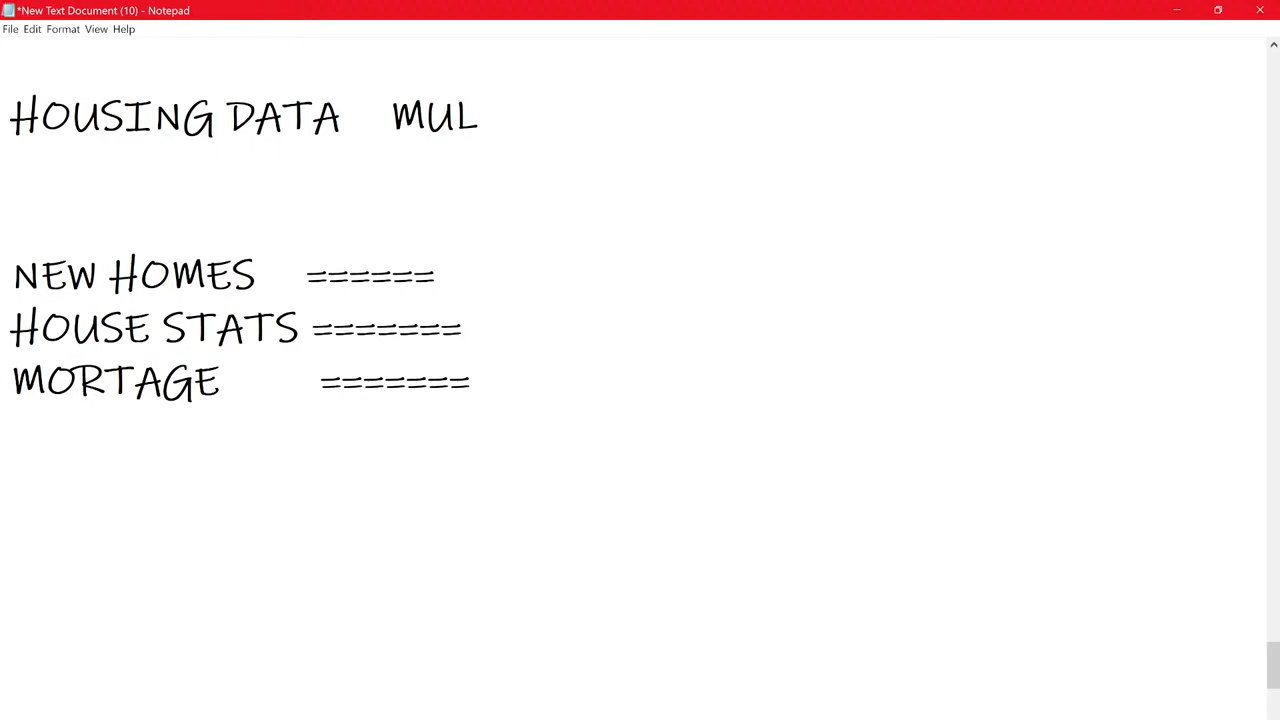 *New Text Document (10) - Notepad
File Edit Format View Help
HOUSING DATA MUL
NEW HOMES ======
HOUSE STATS =======
MORTAGE =======